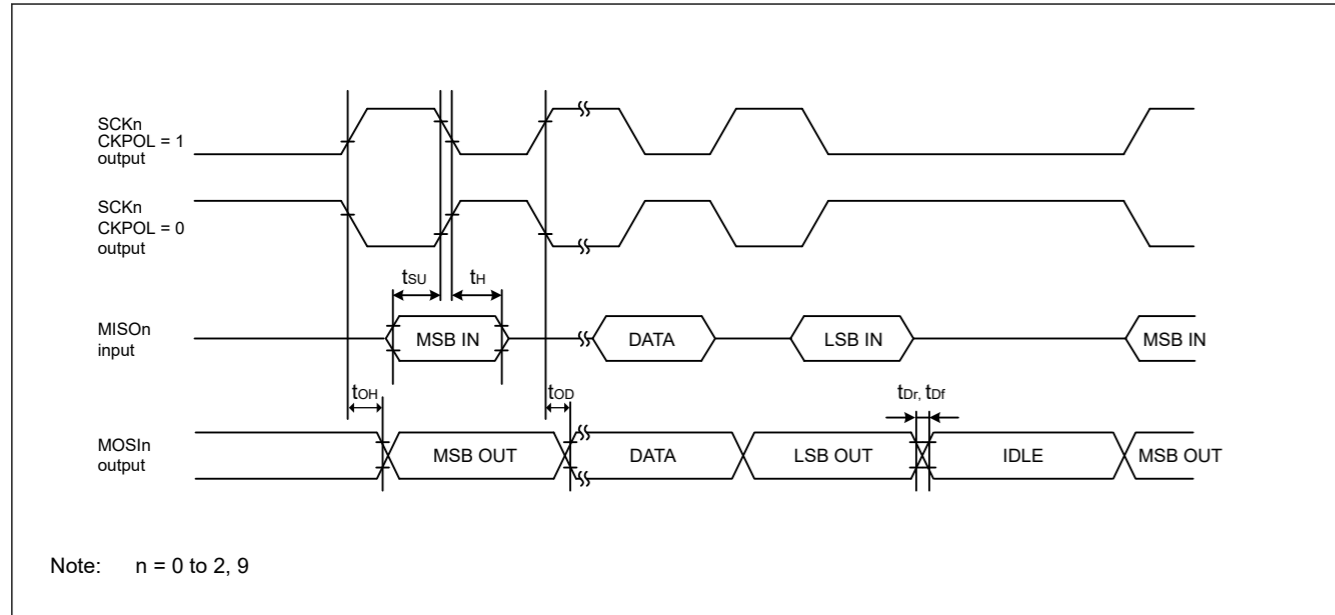 SCKn
CKPOL = 1
output
SCKn
CKPOL = 0
output
tSU
tH
MISOn
input
MSB IN
DATA
LSB IN
MSB IN
tOH
tOD
tDr, tDf
MOSIn
output
MSB OUT
DATA
LSB OUT
IDLE
MSB OUT
Note: n = 0 to 2, 9